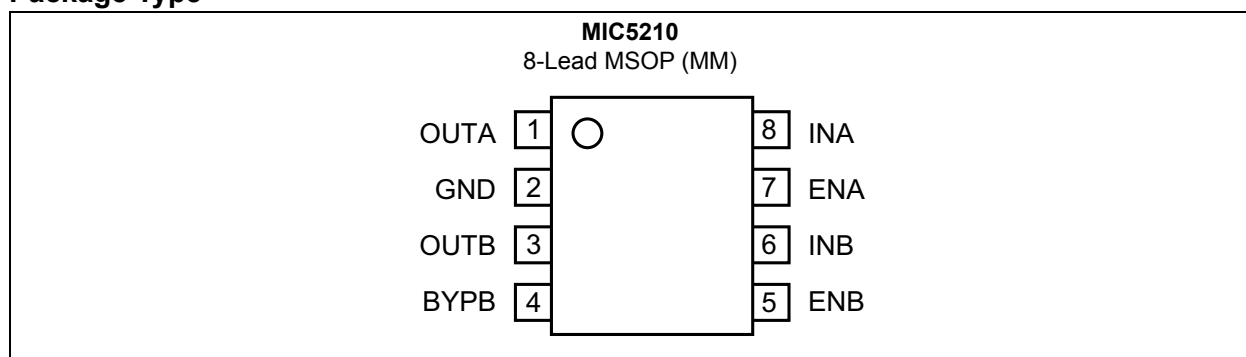 Package Type
MIC5210
8-Lead MSOP (MM)
OUTA 1 8 INA
GND 2 7 ENA
OUTB 3 6 INB
BYPB 4 5 ENB